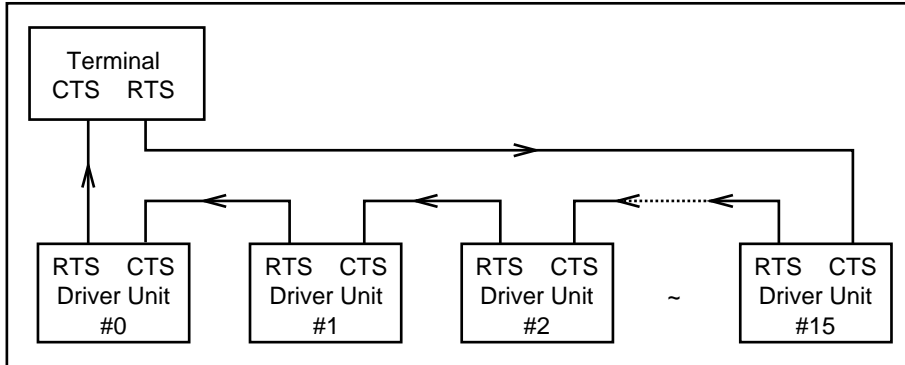 Terminal
CTS RTS
RTS CTS
Driver Unit
#0
RTS CTS
Driver Unit
#1
RTS CTS
Driver Unit
#2
~
RTS CTS
Driver Unit
#15